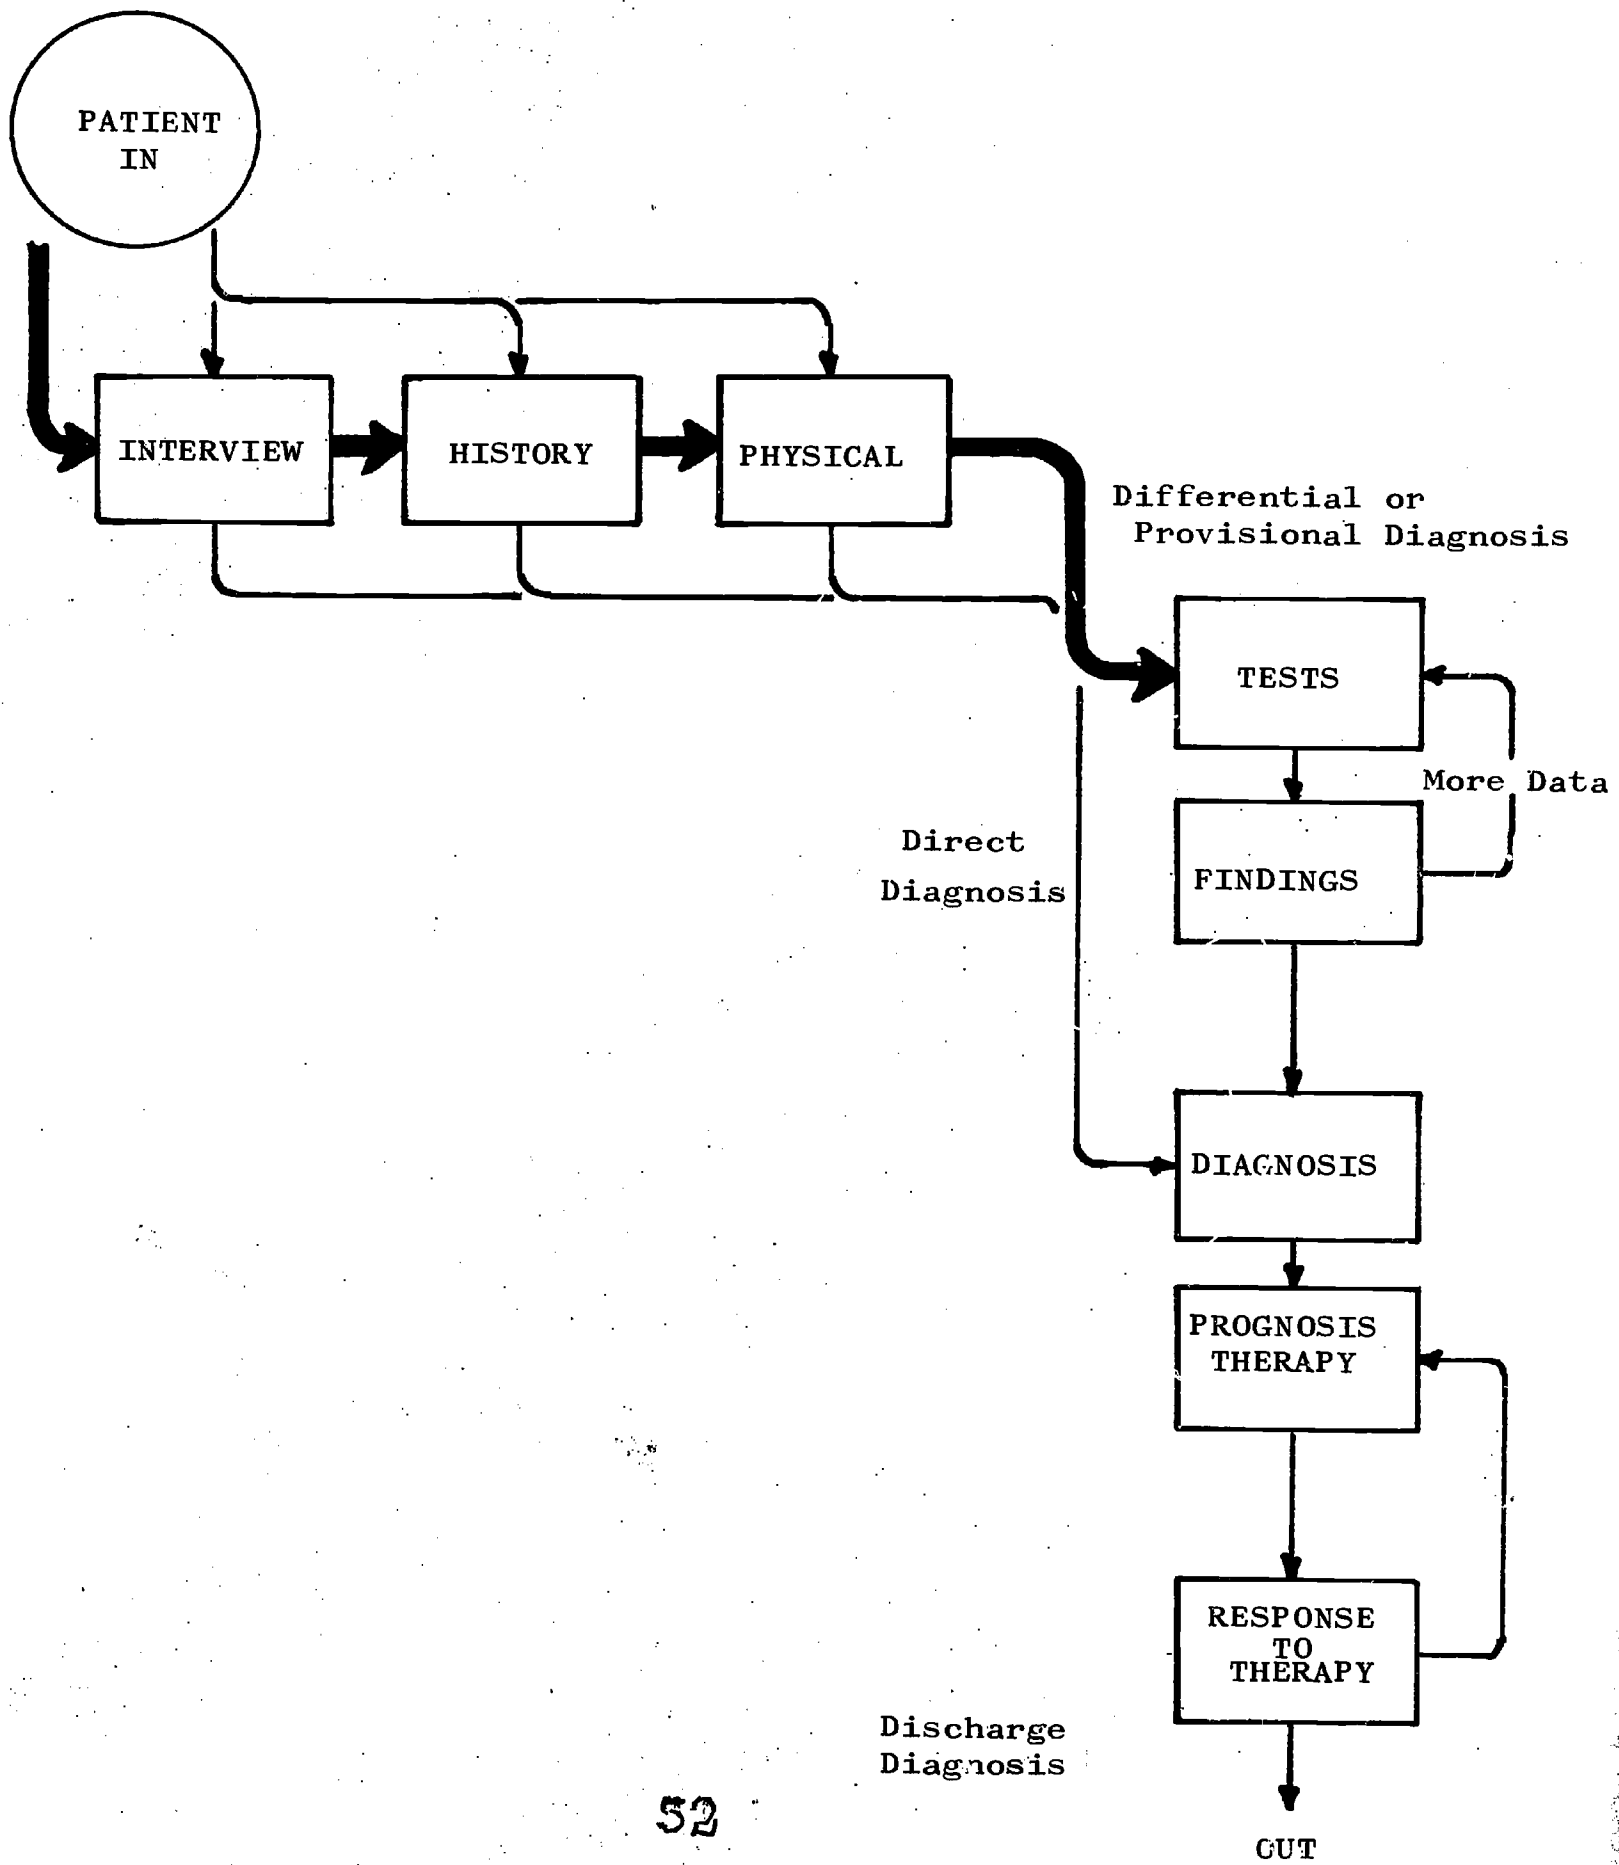 PATIENT
IN
INTERVIEW
HISTORY
PHYSICAL
Differential or
Provisional Diagnosis
TESTS
More Data
Direct
Diagnosis
FINDINGS
DIAGNOSIS
PROGNOSIS
THERAPY
RESPONSE
TO
THERAPY
Discharge
Diagnosis
52
OUT